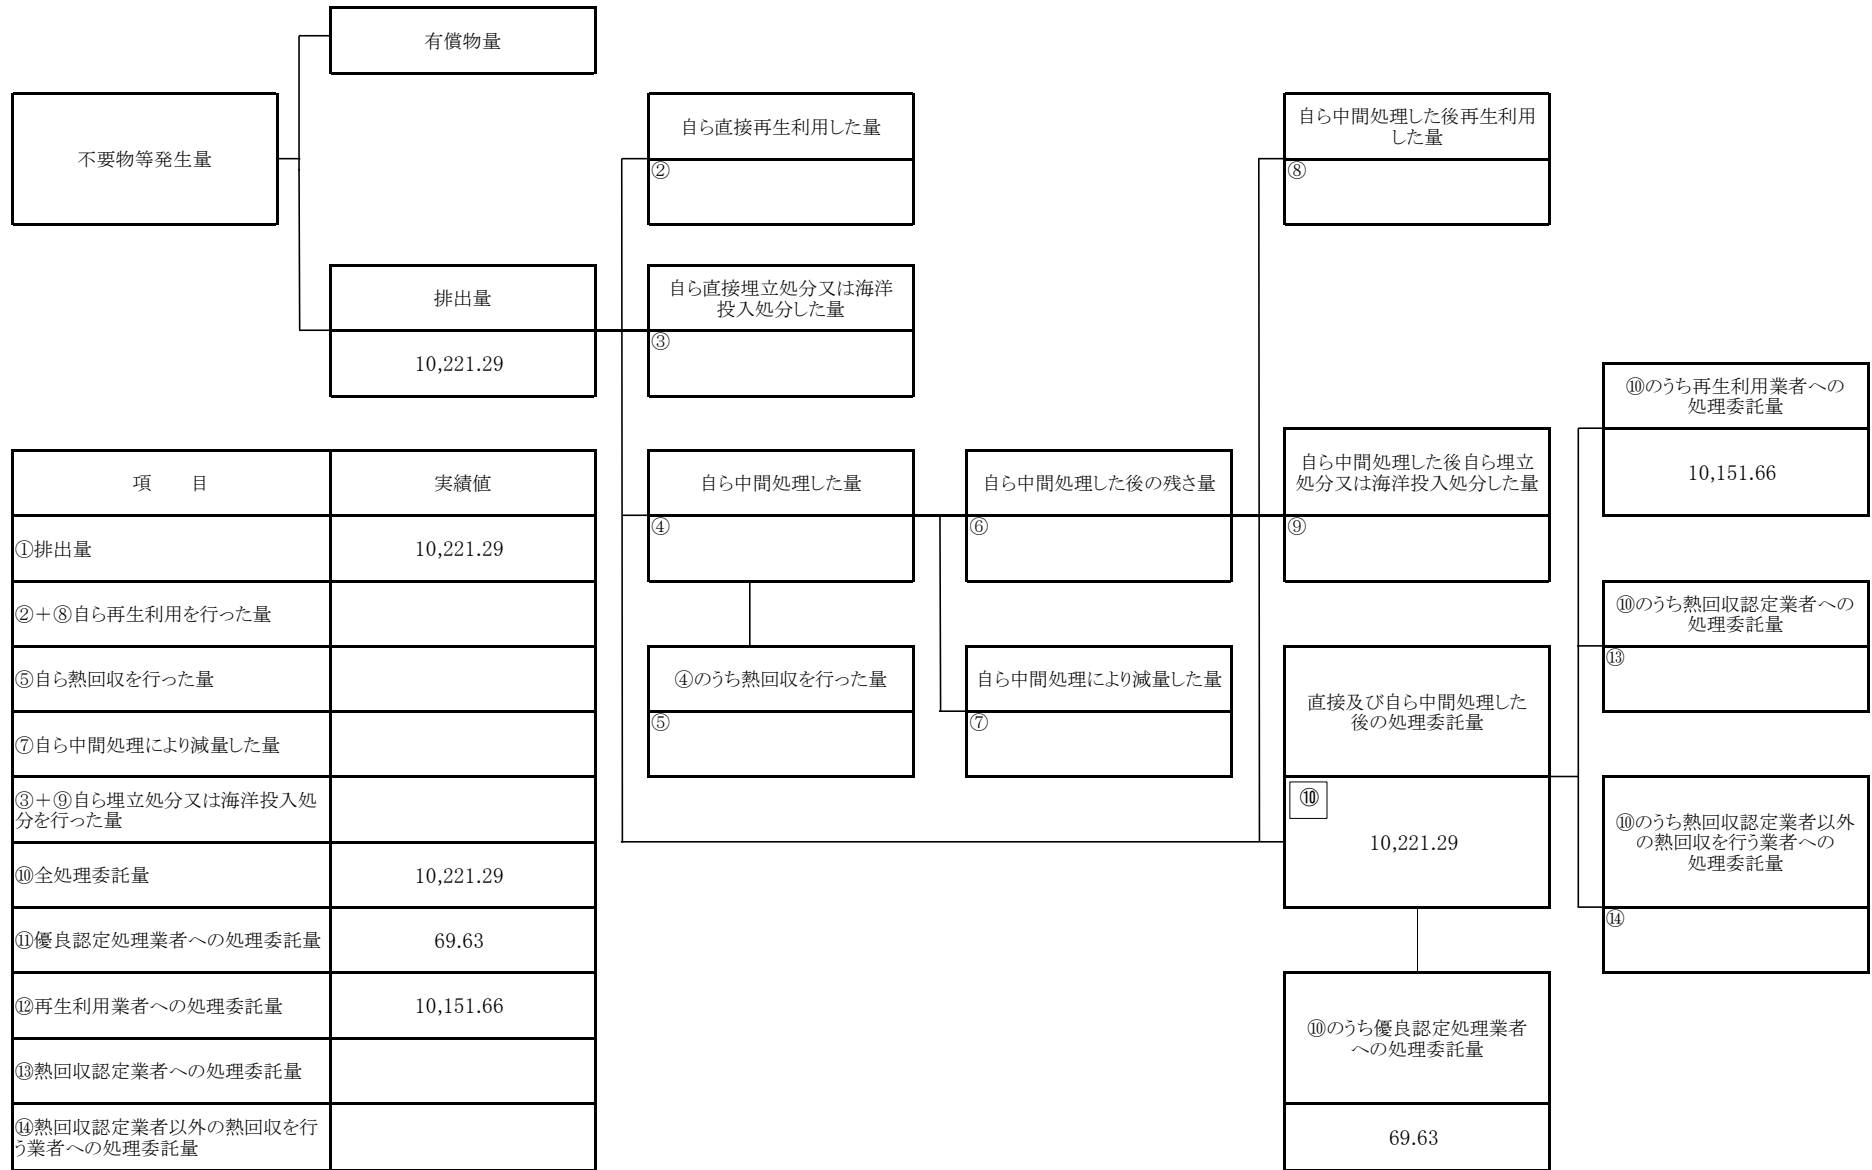 有償物量
不要物等発生量
自ら直接再生利用した量
②
自ら中間処理した後再生利用
した量
⑧
排出量
10,221.29
自ら直接埋立処分又は海洋
投入処分した量
③
⑩のうち再生利用業者への
処理委託量
10,151.66
項　　目　実績値
①排出量　10,221.29
②＋⑧自ら再生利用を行った量
⑤自ら熱回収を行った量
⑦自ら中間処理により減量した量
③＋⑨自ら埋立処分又は海洋投入処
分を行った量
⑩全処理委託量　10,221.29
⑪優良認定処理業者への処理委託量　69.63
⑫再生利用業者への処理委託量　10,151.66
⑬熱回収認定業者への処理委託量
⑭熱回収認定業者以外の熱回収を行
う業者への処理委託量
自ら中間処理した量
④
自ら中間処理した後の残さ量
⑥
自ら中間処理した後自ら埋立
処分又は海洋投入処分した量
⑨
④のうち熱回収を行った量
⑤
自ら中間処理により減量した量
⑦
直接及び自ら中間処理した
後の処理委託量
⑩
10,221.29
⑩のうち熱回収認定業者への
処理委託量
⑬
⑩のうち熱回収認定業者以外
の熱回収を行う業者への
処理委託量
⑭
⑩のうち優良認定処理業者
への処理委託量
69.63